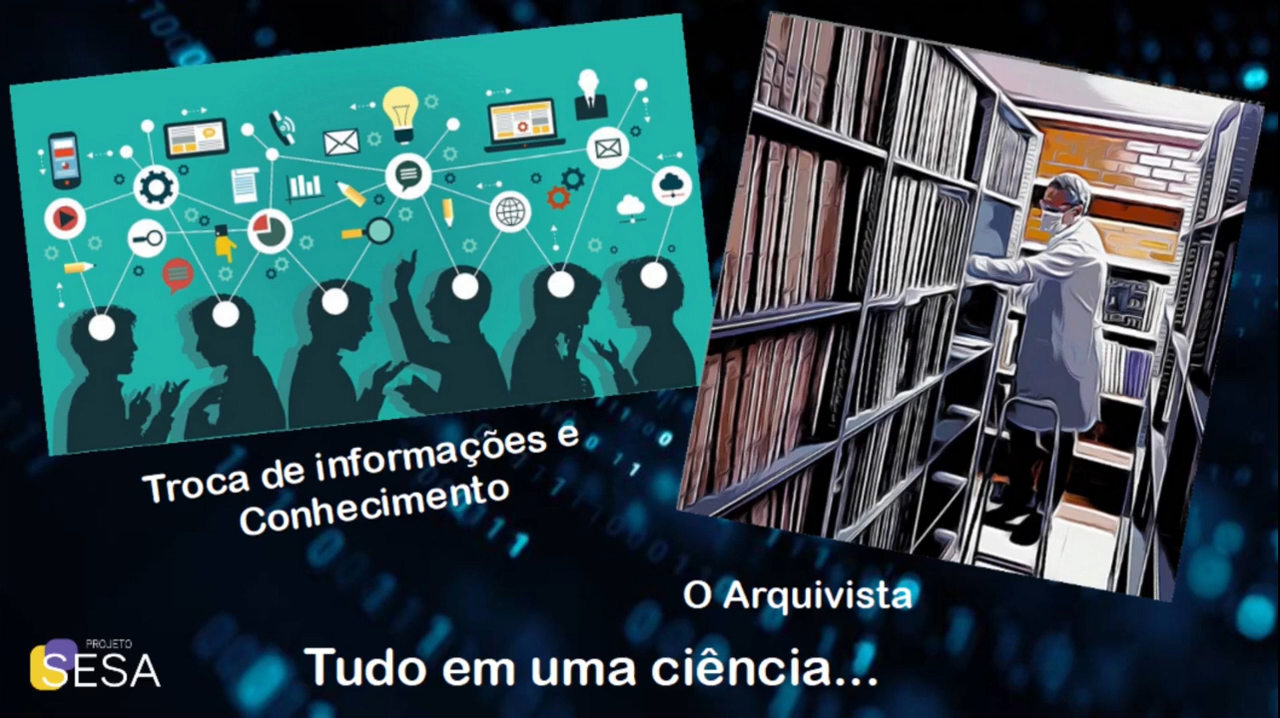 Troca de informações e
Conhecimento
O Arquivista
PROJETO
SESA
Tudo em uma ciência...